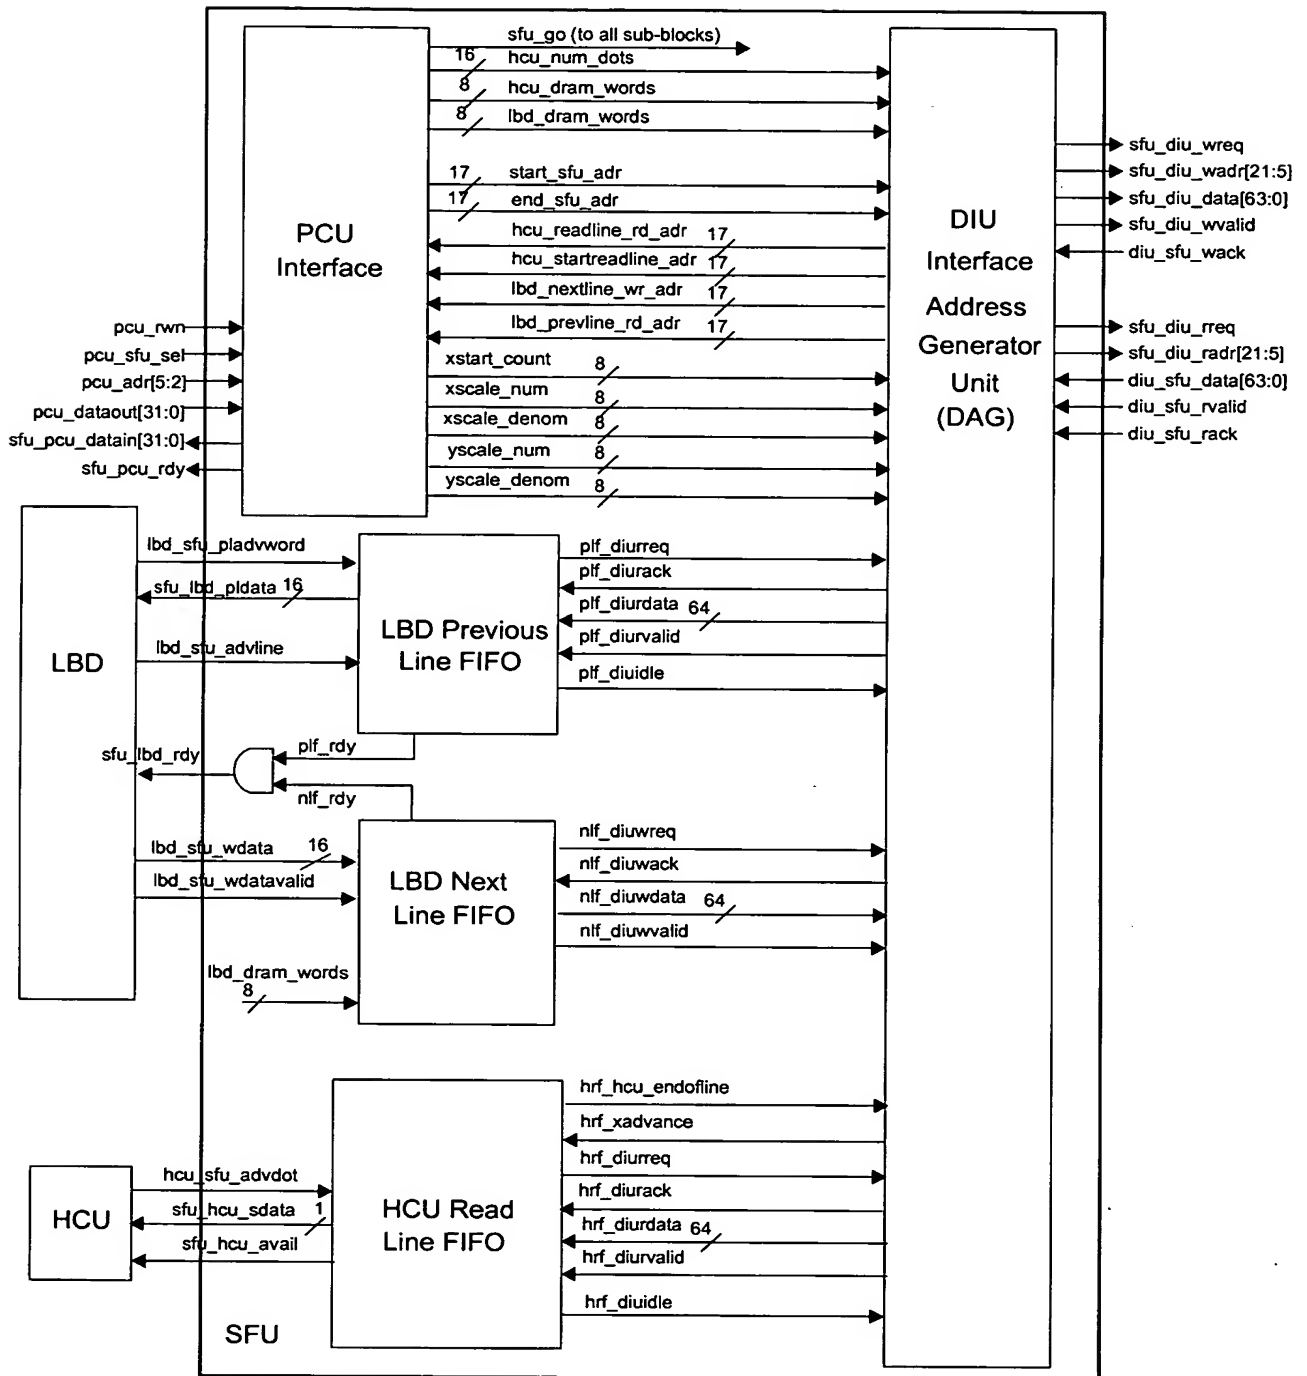 sfu_go (to all sub-blocks)
16 hcu_num_dots
8 hcu_dram_words
8 lbd_dram_words
17 start_sfu_adr
17 end_sfu_adr
hcu_readline_rd_adr 17
hcu_startreadline_adr 17
lbd_nextline_wr_adr 17
lbd_prevline_rd_adr 17
xstart_count 8
xscale_num 8
xscale_denom 8
yscale_num 8
yscale_denom 8
PCU
Interface
DIU
Interface
Address
Generator
Unit
(DAG)
sfu_diu_wreq
sfu_diu_wadr[21:5]
sfu_diu_data[63:0]
sfu_diu_wvalid
diu_sfu_wack
sfu_diu_rreq
sfu_diu_radr[21:5]
diu_sfu_data[63:0]
diu_sfu_rvalid
diu_sfu_rack
pcu_rwn
pcu_sfu_sel
pcu_adr[5:2]
pcu_dataout[31:0]
sfu_pcu_datain[31:0]
sfu_pcu_rdy
LBD
lbd_sfu_pladvword
sfu_lbd_pldata 16
lbd_sfu_advline
LBD Previous
Line FIFO
plf_diurreq
plf_diurack
plf_diurdata 64
plf_diurvalid
plf_diuidle
sfu_lbd_rdy
plf_rdy
nlf_rdy
lbd_sfu_wdata 16
lbd_sfu_wdatavalid
lbd_dram_words
8
LBD Next
Line FIFO
nlf_diuwreq
nlf_diuwack
nlf_diuwdata 64
nlf_diuwvalid
HCU
hcu_sfu_advdot
sfu_hcu_sdata 1
sfu_hcu_avail
HCU Read
Line FIFO
hrf_hcu_endofline
hrf_xadvance
hrf_diurreq
hrf_diurack
hrf_diurdata 64
hrf_diurvalid
hrf_diuidle
SFU